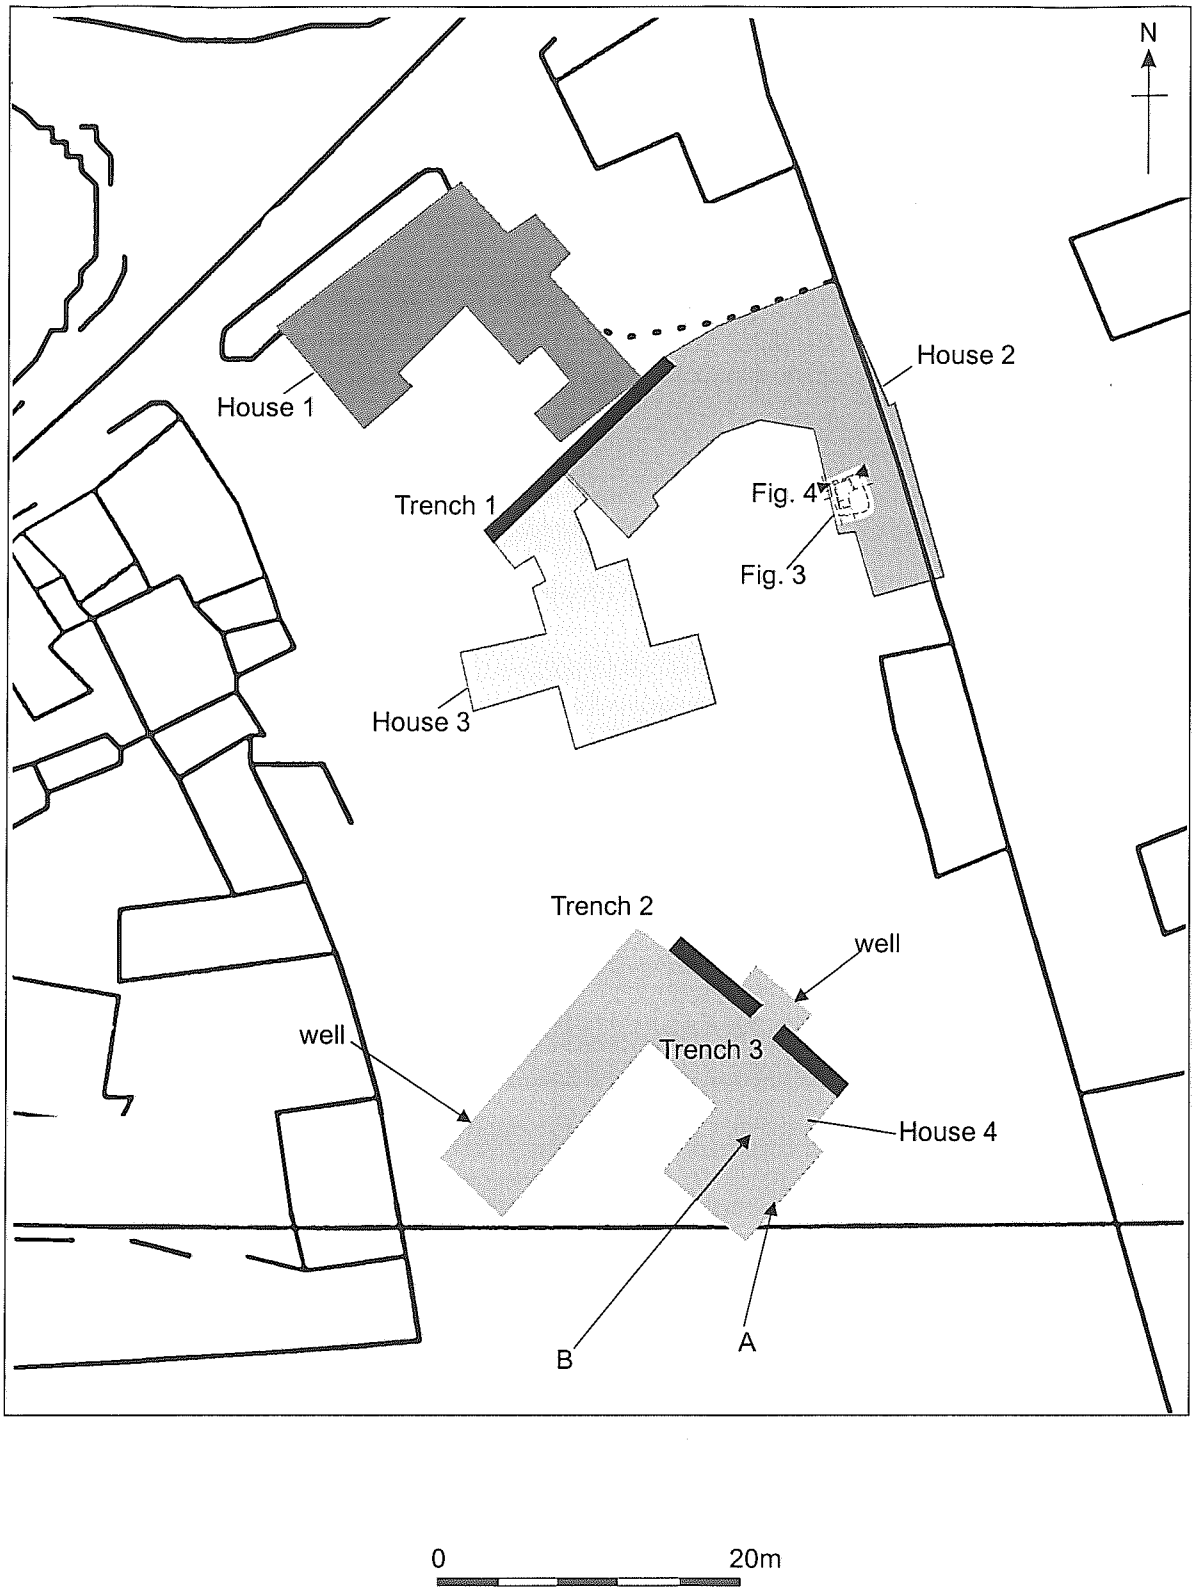 N
House 2
House 1
Trench 1
Fig. 4
Fig. 3
House 3
Trench 2
well
well
Trench 3
House 4
B
A
0 20m